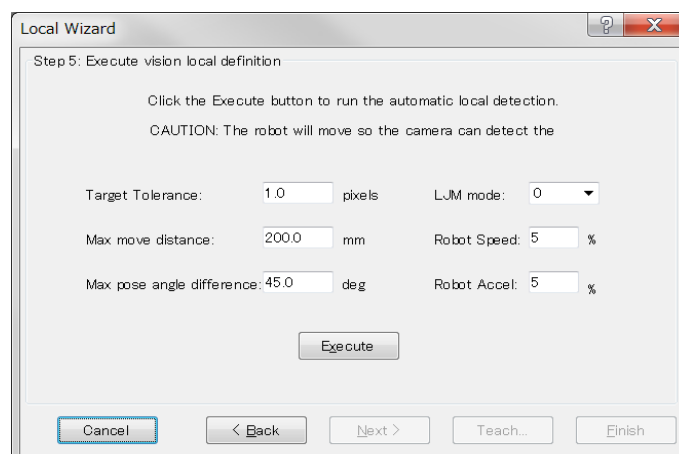 Local Wizard
Step 5: Execute vision local definition
Click the Execute button to run the automatic local detection.
CAUTION: The robot will move so the camera can detect the
Target Tolerance: 1.0 pixels LJM mode: 0
Max move distance: 200.0 mm Robot Speed: 5 %
Max pose angle difference: 45.0 deg Robot Accel: 5 %
Execute
Cancel < Back Next > Teach... Finish